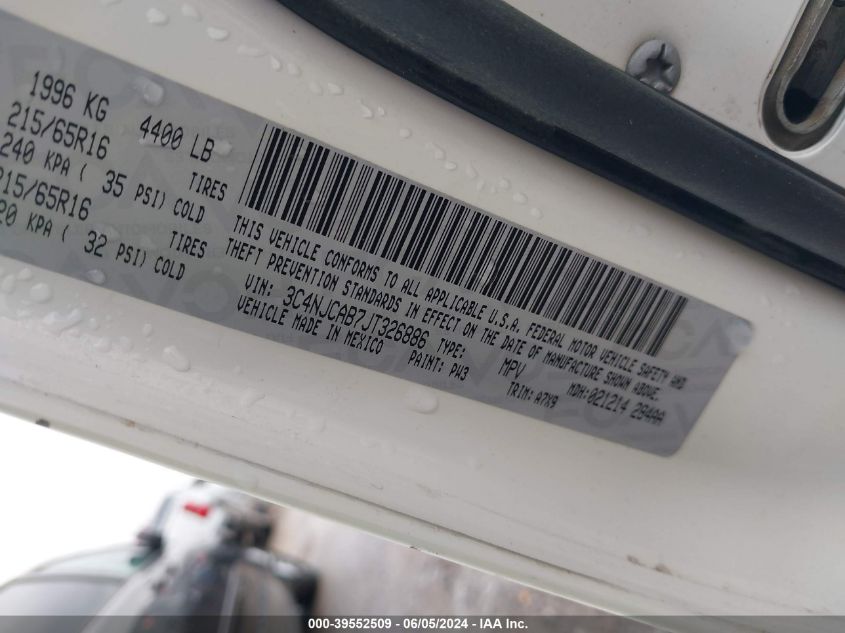 1996 KG 4400 LB
215/65R16 TIRES
240 KPA ( 35 PSI) COLD
215/65R16 TIRES
20 KPA ( 32 PSI) COLD
THIS VEHICLE CONFORMS TO ALL APPLICABLE U.S.A. FEDERAL MOTOR VEHICLE SAFETY AND
THEFT PREVENTION STANDARDS IN EFFECT ON THE DATE OF MANUFACTURE SHOWN ABOVE.
VIN: 3C4NJCAB7JT326886 TYPE: MPV MDH:021214 284AA
VEHICLE MADE IN MEXICO PAINT: PW3 TRIM: A7X9
000-39552509 - 06/05/2024 - IAA Inc.